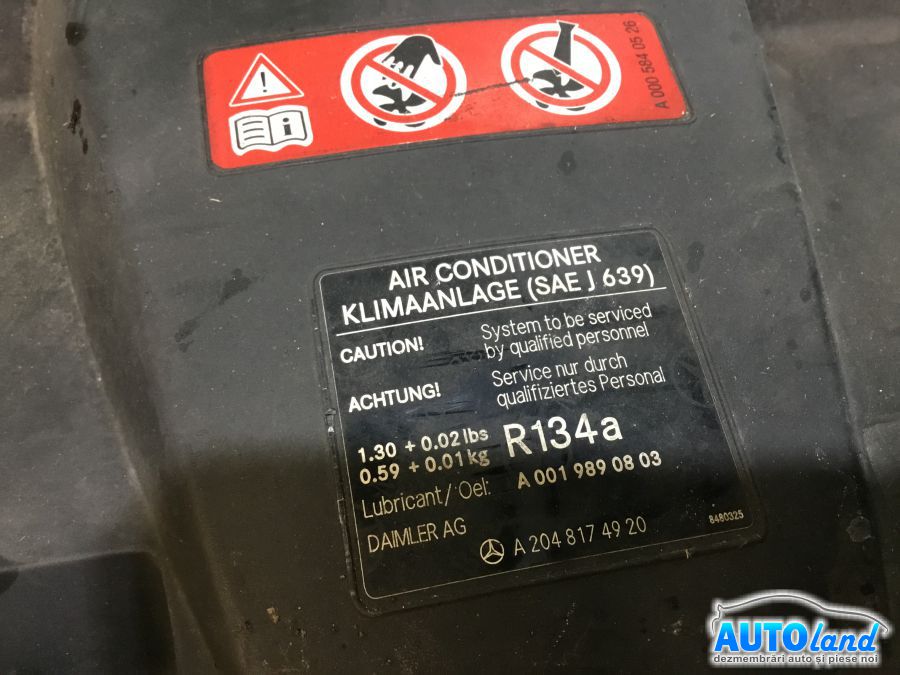 A 000 584 05 26
AIR CONDITIONER
KLIMAANLAGE (SAE J 639)
CAUTION!
System to be serviced
by qualified personnel
ACHTUNG!
Service nur durch
qualifiziertes Personal
1.30 + 0.02 lbs
0.59 + 0.01 kg
R134a
Lubricant/ Oel: A 001 989 08 03
DAIMLER AG
A 204 817 49 20
8480325
AUTOland
dezmembrări auto și piese noi